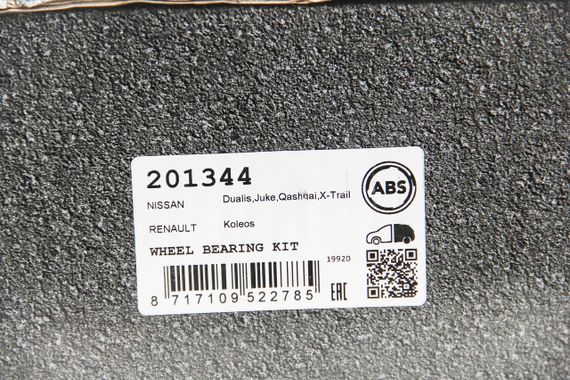 201344
NISSAN Dualis,Juke,Qashqai,X-Trail
ABS
RENAULT Koleos
WHEEL BEARING KIT
19920
8 717109 522785
EAC